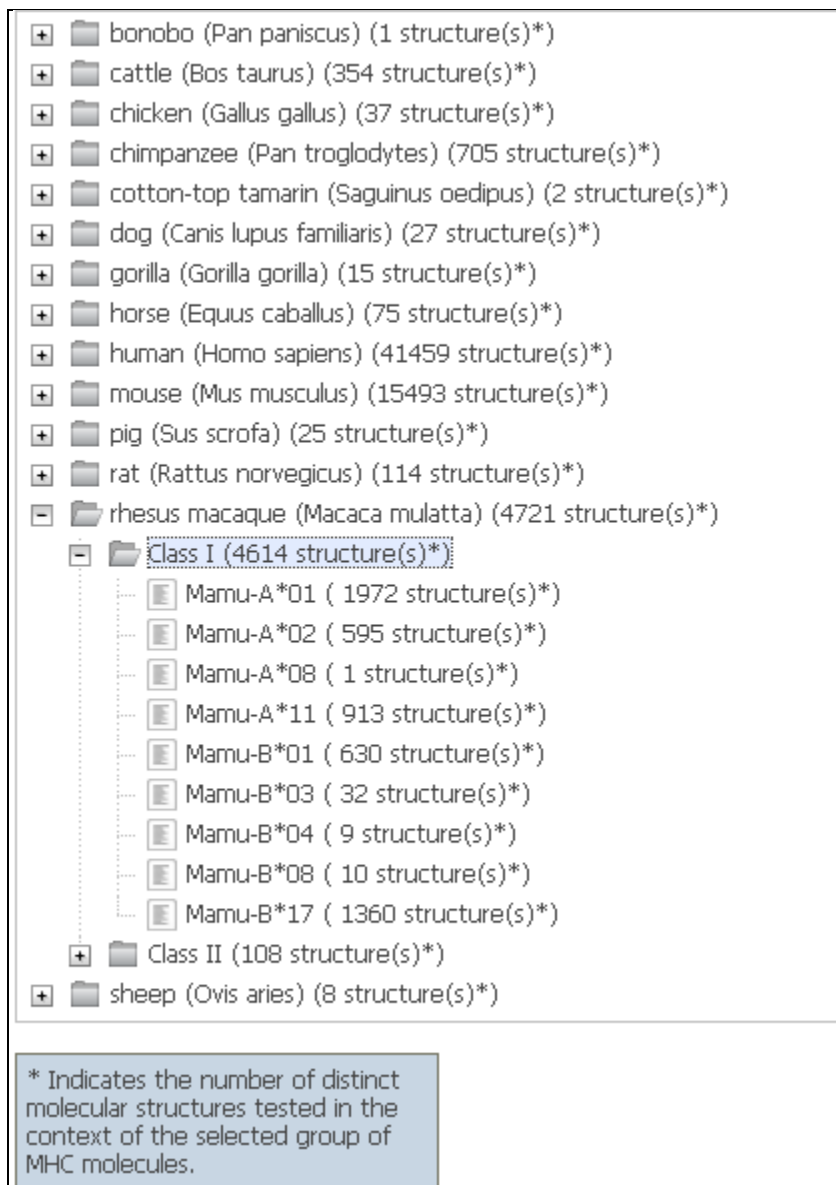 bonobo (Pan paniscus) (1 structure(s)*)
cattle (Bos taurus) (354 structure(s)*)
chicken (Gallus gallus) (37 structure(s)*)
chimpanzee (Pan troglodytes) (705 structure(s)*)
cotton-top tamarin (Saguinus oedipus) (2 structure(s)*)
dog (Canis lupus familiaris) (27 structure(s)*)
gorilla (Gorilla gorilla) (15 structure(s)*)
horse (Equus caballus) (75 structure(s)*)
human (Homo sapiens) (41459 structure(s)*)
mouse (Mus musculus) (15493 structure(s)*)
pig (Sus scrofa) (25 structure(s)*)
rat (Rattus norvegicus) (114 structure(s)*)
rhesus macaque (Macaca mulatta) (4721 structure(s)*)
Class I (4614 structure(s)*)
Mamu-A*01 ( 1972 structure(s)*)
Mamu-A*02 ( 595 structure(s)*)
Mamu-A*08 ( 1 structure(s)*)
Mamu-A*11 ( 913 structure(s)*)
Mamu-B*01 ( 630 structure(s)*)
Mamu-B*03 ( 32 structure(s)*)
Mamu-B*04 ( 9 structure(s)*)
Mamu-B*08 ( 10 structure(s)*)
Mamu-B*17 ( 1360 structure(s)*)
Class II (108 structure(s)*)
sheep (Ovis aries) (8 structure(s)*)
* Indicates the number of distinct
molecular structures tested in the
context of the selected group of
MHC molecules.